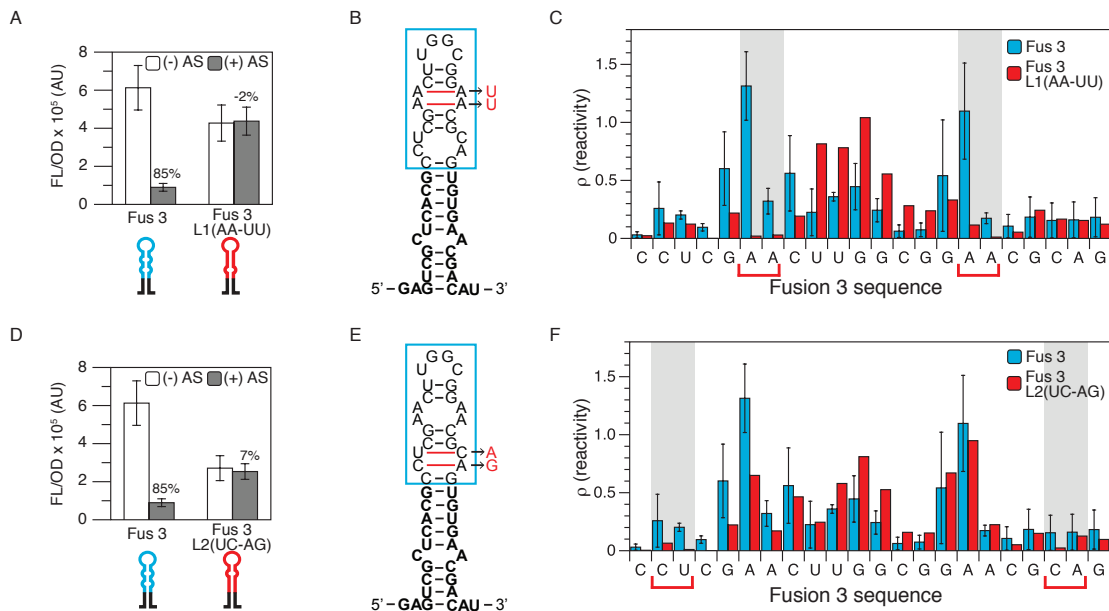 A
(-) AS (+) AS
FL/OD x 10⁵ (AU)
8
6
4
2
0
85%
-2%
Fus 3
Fus 3
L1(AA-UU)
B
G G
U C
U G
C–G
A A U
A A U
G–C
C–G
U C
C A
C–G
5' –GAG CAU–3'
C
Fus 3
Fus 3
L1(AA-UU)
ρ (reactivity)
1.5
1
0.5
0
C C U C G A A C U U G G C G G A A C G C A G
Fusion 3 sequence
D
(-) AS (+) AS
FL/OD x 10⁵ (AU)
8
6
4
2
0
85%
7%
Fus 3
Fus 3
L2(UC-AG)
E
G G
U C
U G
C–G
A A
A A
G–C
C–G
U C A
C A G
C–G
5' –GAG CAU–3'
F
Fus 3
Fus 3
L2(UC-AG)
ρ (reactivity)
1.5
1
0.5
0
C C U C G A A C U U G G C G G A A C G C A G
Fusion 3 sequence